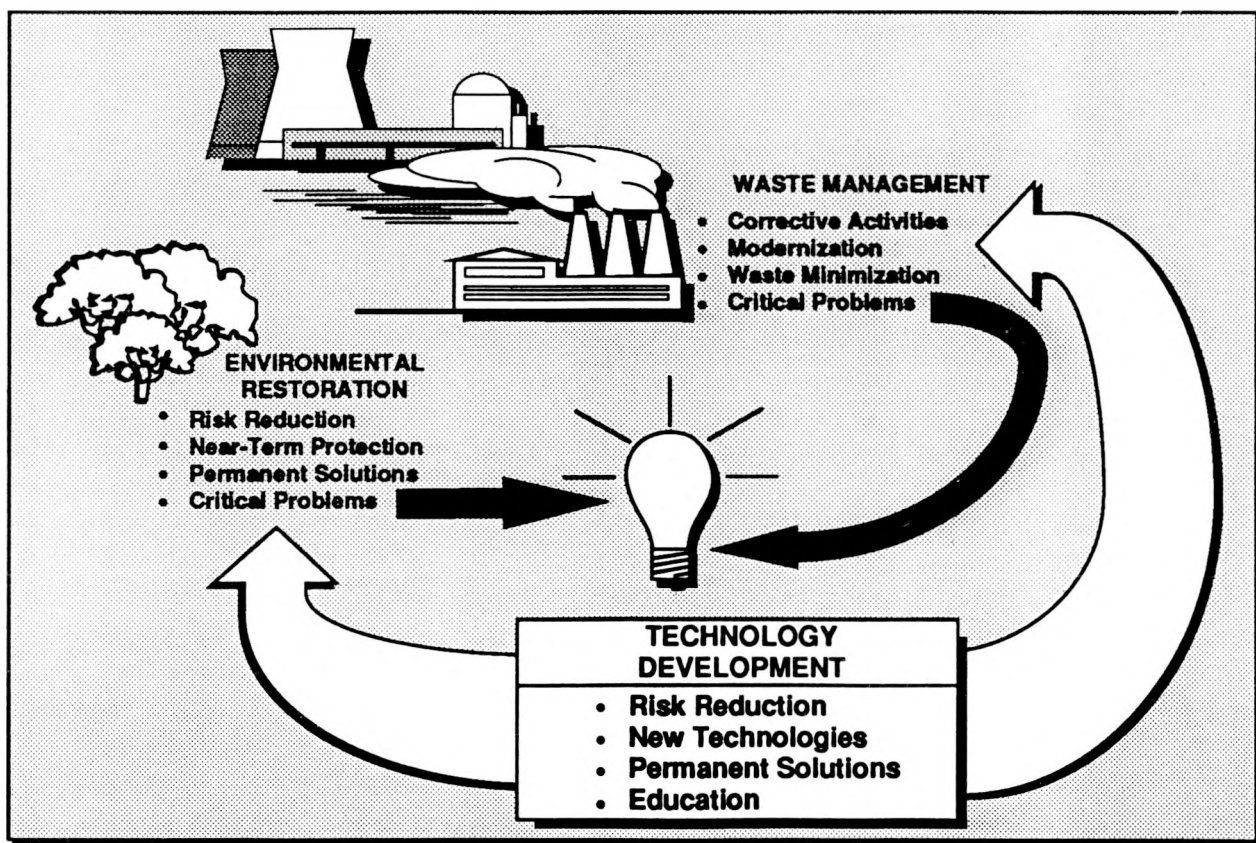 WASTE MANAGEMENT
• Corrective Activities
• Modernization
• Waste Minimization
• Critical Problems
ENVIRONMENTAL
RESTORATION
• Risk Reduction
• Near-Term Protection
• Permanent Solutions
• Critical Problems
TECHNOLOGY
DEVELOPMENT
• Risk Reduction
• New Technologies
• Permanent Solutions
• Education